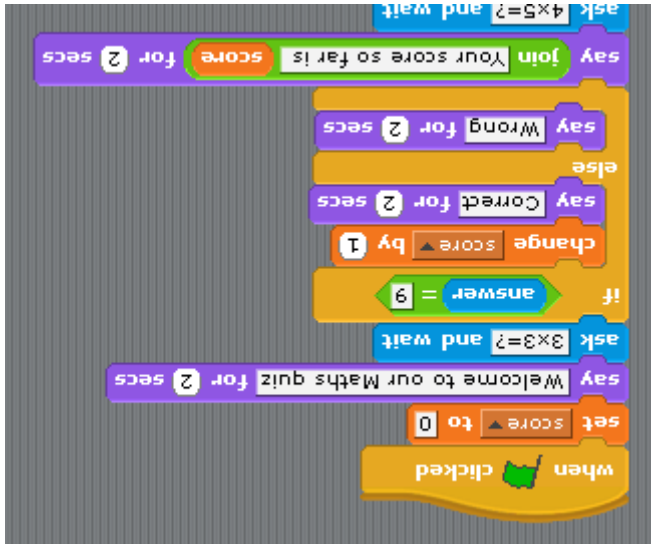 when clicked
set score to 0
say Welcome to our Maths quiz for 2 secs
ask 3x3=? and wait
if answer = 9
change score by 1
say Correct for 2 secs
else
say Wrong for 2 secs
say join Your score so far is score for 2 secs
ask 4x5=? and wait